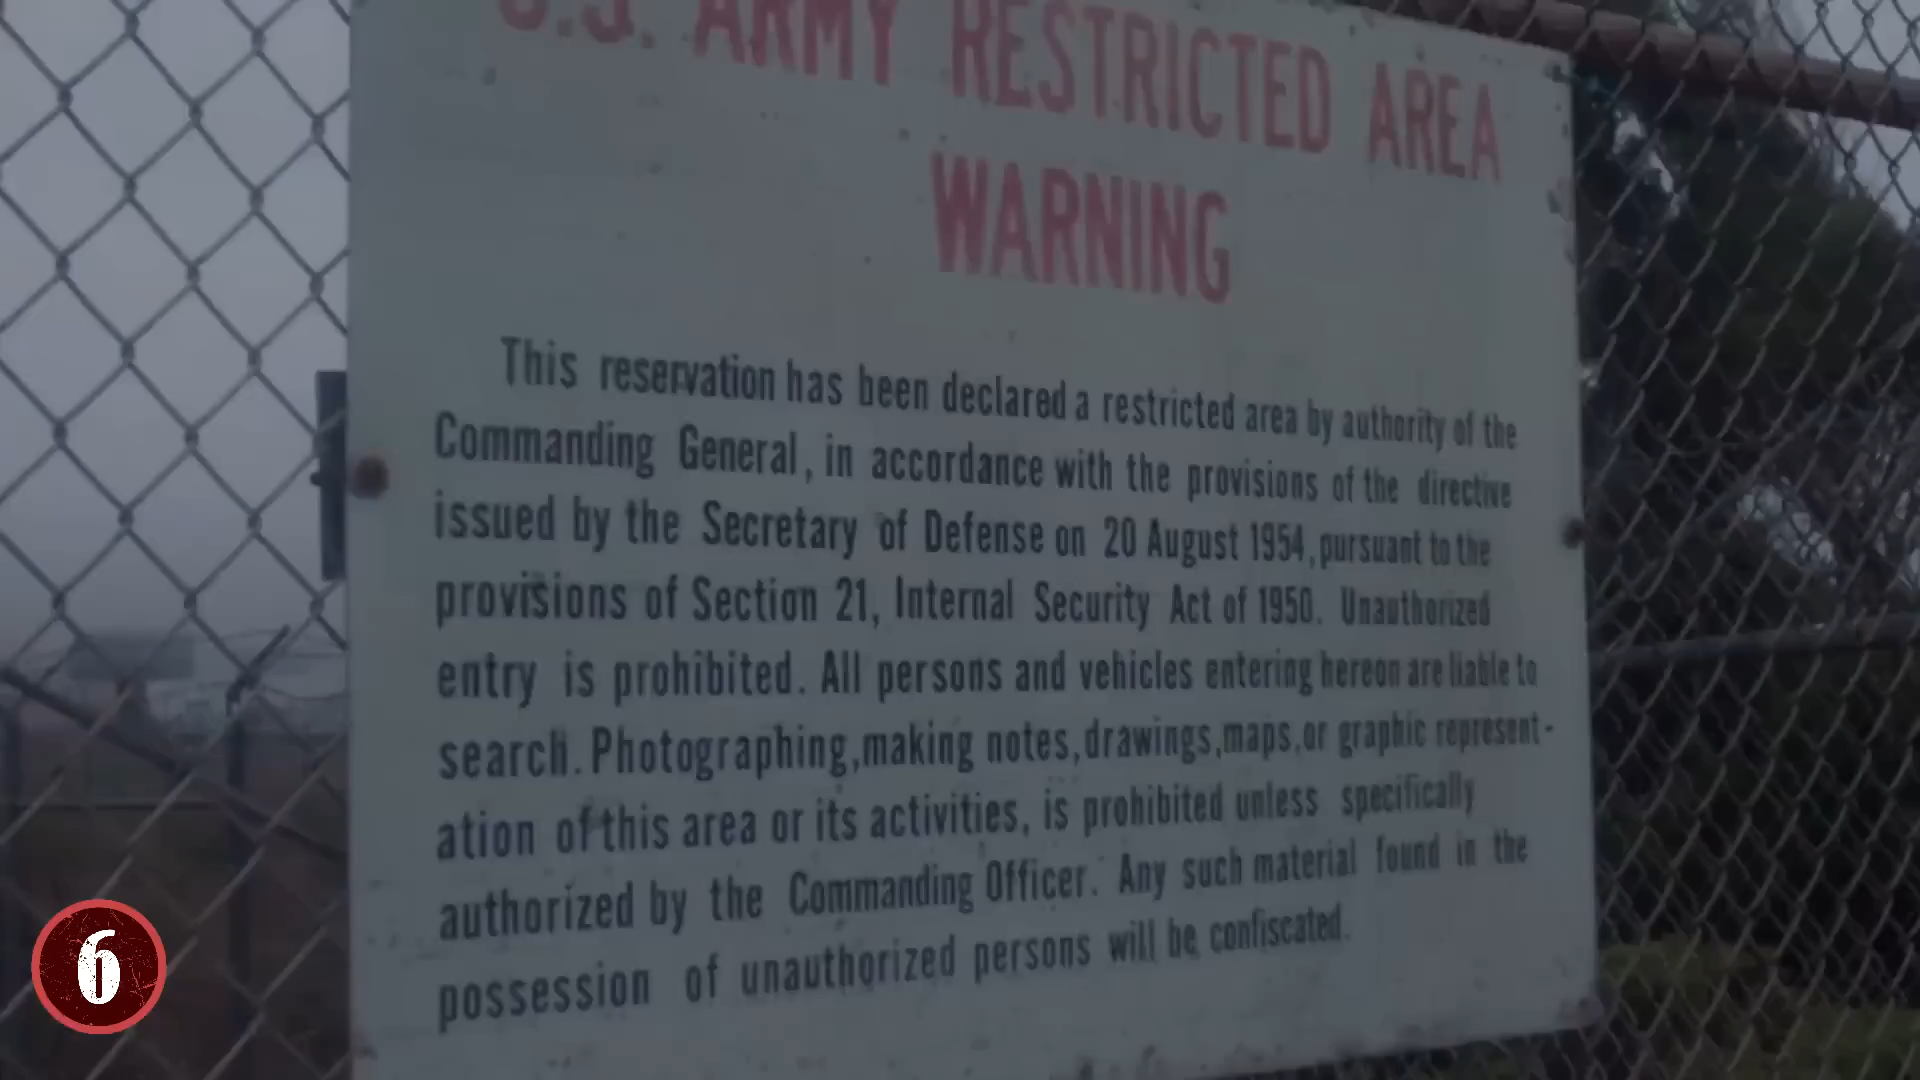 U.S. ARMY RESTRICTED AREA
WARNING
This reservation has been declared a restricted area by authority of the
Commanding General, in accordance with the provisions of the directive
issued by the Secretary of Defense on 20 August 1954, pursuant to the
provisions of Section 21, Internal Security Act of 1950. Unauthorized
entry is prohibited. All persons and vehicles entering hereon are liable to
search. Photographing, making notes, drawings, maps, or graphic represent-
ation of this area or its activities, is prohibited unless specifically
authorized by the Commanding Officer. Any such material found in the
possession of unauthorized persons will be confiscated.
6